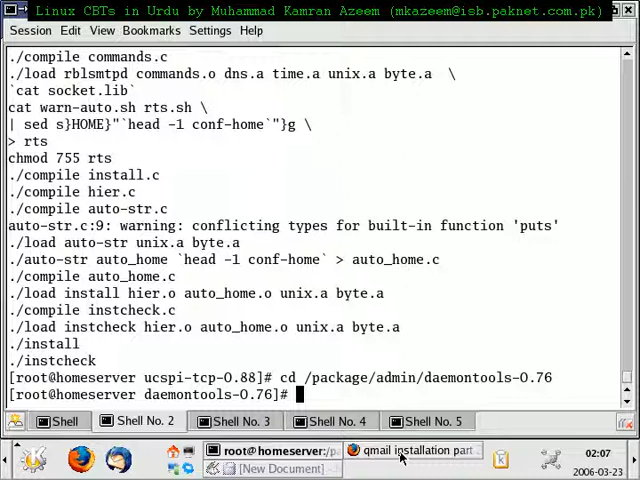 Linux CBTs in Urdu by Muhammad Kamran Azeem (mkazeem@isb.paknet.com.pk)
Session Edit View Bookmarks Settings Help
./compile commands.c
./load rblsmtpd commands.o dns.a time.a unix.a byte.a \
`cat socket.lib`
cat warn-auto.sh rts.sh \
| sed s}HOME}"`head -1 conf-home`"}g \
> rts
chmod 755 rts
./compile install.c
./compile hier.c
./compile auto-str.c
auto-str.c:9: warning: conflicting types for built-in function 'puts'
./load auto-str unix.a byte.a
./auto-str auto_home `head -1 conf-home` > auto_home.c
./compile auto_home.c
./load install hier.o auto_home.o unix.a byte.a
./compile instcheck.c
./load instcheck hier.o auto_home.o unix.a byte.a
./install
./instcheck
[root@homeserver ucspi-tcp-0.88]# cd /package/admin/daemontools-0.76
[root@homeserver daemontools-0.76]#
Shell Shell No. 2 Shell No. 3 Shell No. 4 Shell No. 5
root@homeserver:/pa qmail installation part 02:07
[New Document] 2006-03-23